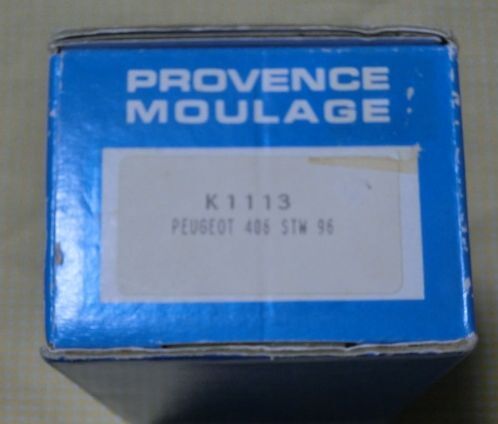 PROVENCE
MOULAGE
K1113
PEUGEOT 406 STW 96